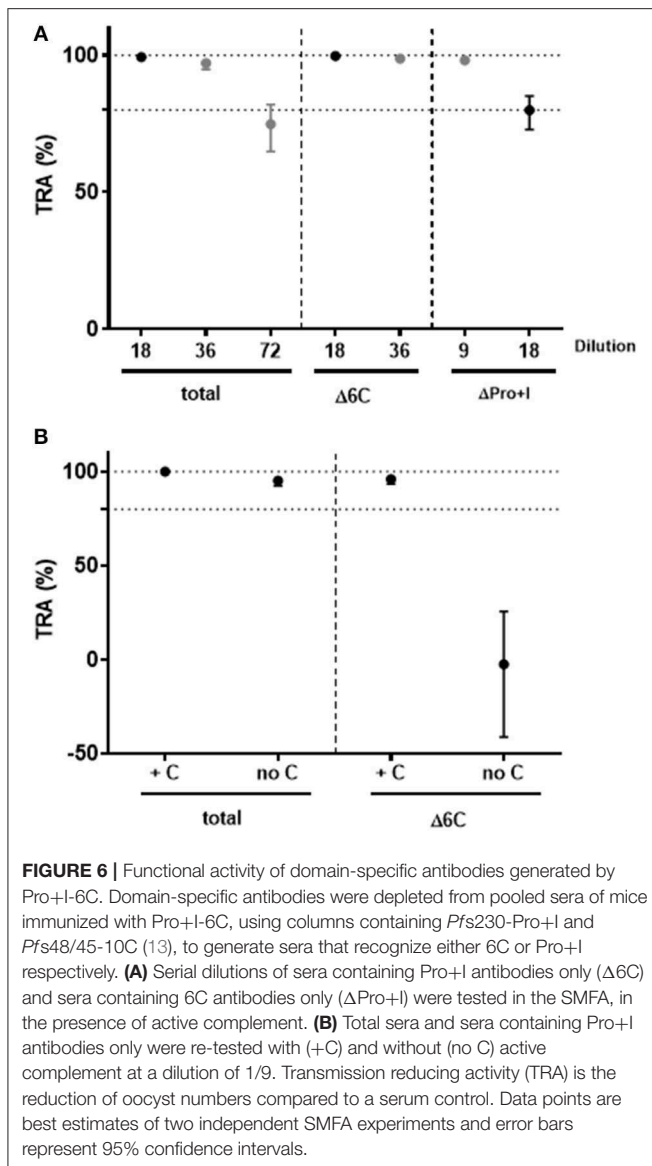 A
TRA (%)
100
50
0
18 36 72 18 36 9 18 Dilution
total Δ6C ΔPro+I
B
TRA (%)
100
50
0
-50
+ C no C + C no C
total Δ6C
FIGURE 6 | Functional activity of domain-specific antibodies generated by
Pro+I-6C. Domain-specific antibodies were depleted from pooled sera of mice
immunized with Pro+I-6C, using columns containing Pfs230-Pro+I and
Pfs48/45-10C (13), to generate sera that recognize either 6C or Pro+I
respectively. (A) Serial dilutions of sera containing Pro+I antibodies only (Δ6C)
and sera containing 6C antibodies only (ΔPro+I) were tested in the SMFA, in
the presence of active complement. (B) Total sera and sera containing Pro+I
antibodies only were re-tested with (+C) and without (no C) active
complement at a dilution of 1/9. Transmission reducing activity (TRA) is the
reduction of oocyst numbers compared to a serum control. Data points are
best estimates of two independent SMFA experiments and error bars
represent 95% confidence intervals.